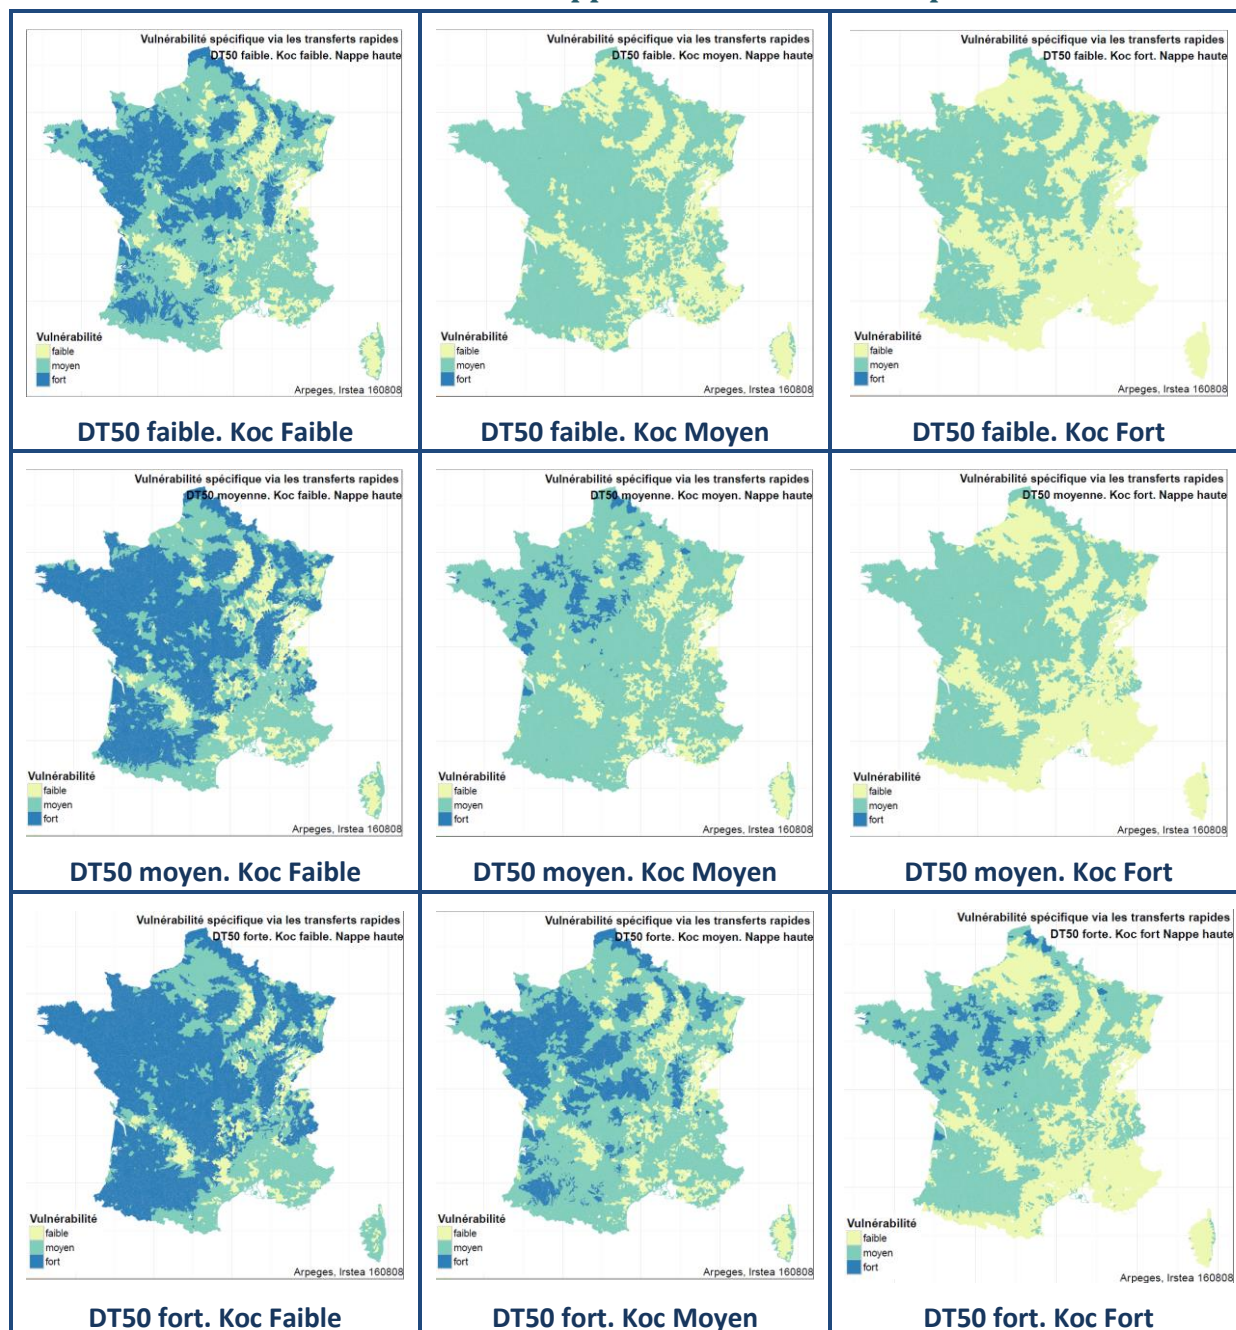 Vulnérabilité spécifique via les transferts rapides
DT50 faible. Koc faible. Nappe haute
Vulnérabilité
faible
moyen
fort
Arpeges, Irstea 160808
DT50 faible. Koc Faible
Vulnérabilité spécifique via les transferts rapides
DT50 faible. Koc moyen. Nappe haute
Vulnérabilité
faible
moyen
fort
Arpeges, Irstea 160808
DT50 faible. Koc Moyen
Vulnérabilité spécifique via les transferts rapides
DT50 faible. Koc fort. Nappe haute
Vulnérabilité
faible
moyen
fort
Arpeges, Irstea 160808
DT50 faible. Koc Fort
Vulnérabilité spécifique via les transferts rapides
DT50 moyenne. Koc faible. Nappe haute
Vulnérabilité
faible
moyen
fort
Arpeges, Irstea 160808
DT50 moyen. Koc Faible
Vulnérabilité spécifique via les transferts rapides
DT50 moyenne. Koc moyen. Nappe haute
Vulnérabilité
faible
moyen
fort
Arpeges, Irstea 160808
DT50 moyen. Koc Moyen
Vulnérabilité spécifique via les transferts rapides
DT50 moyenne. Koc fort. Nappe haute
Vulnérabilité
faible
moyen
fort
Arpeges, Irstea 160808
DT50 moyen. Koc Fort
Vulnérabilité spécifique via les transferts rapides
DT50 forte. Koc faible. Nappe haute
Vulnérabilité
faible
moyen
fort
Arpeges, Irstea 160808
DT50 fort. Koc Faible
Vulnérabilité spécifique via les transferts rapides
DT50 forte. Koc moyen. Nappe haute
Vulnérabilité
faible
moyen
fort
Arpeges, Irstea 160808
DT50 fort. Koc Moyen
Vulnérabilité spécifique via les transferts rapides
DT50 forte. Koc fort Nappe haute
Vulnérabilité
faible
moyen
fort
Arpeges, Irstea 160808
DT50 fort. Koc Fort